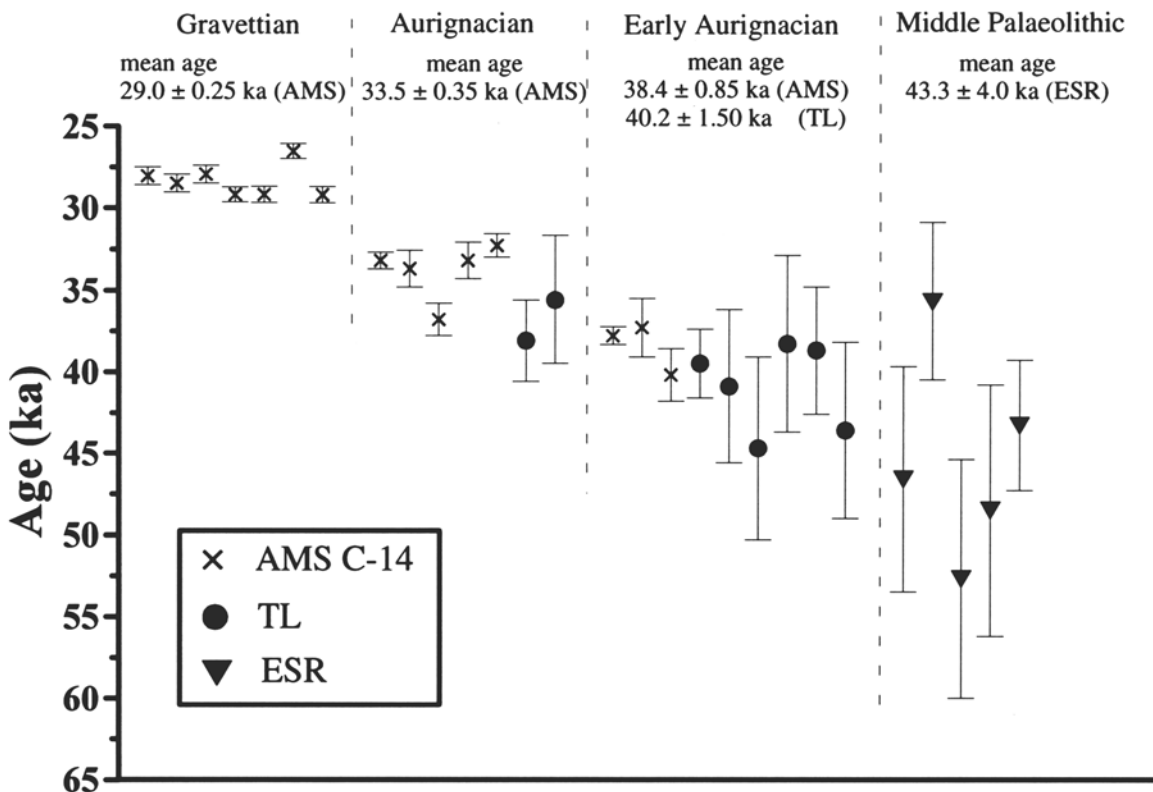 Gravettian
mean age
29.0 ± 0.25 ka (AMS)
Aurignacian
mean age
33.5 ± 0.35 ka (AMS)
Early Aurignacian
mean age
38.4 ± 0.85 ka (AMS)
40.2 ± 1.50 ka (TL)
Middle Palaeolithic
mean age
43.3 ± 4.0 ka (ESR)
Age (ka)
25
30
35
40
45
50
55
60
65
AMS C-14
TL
ESR